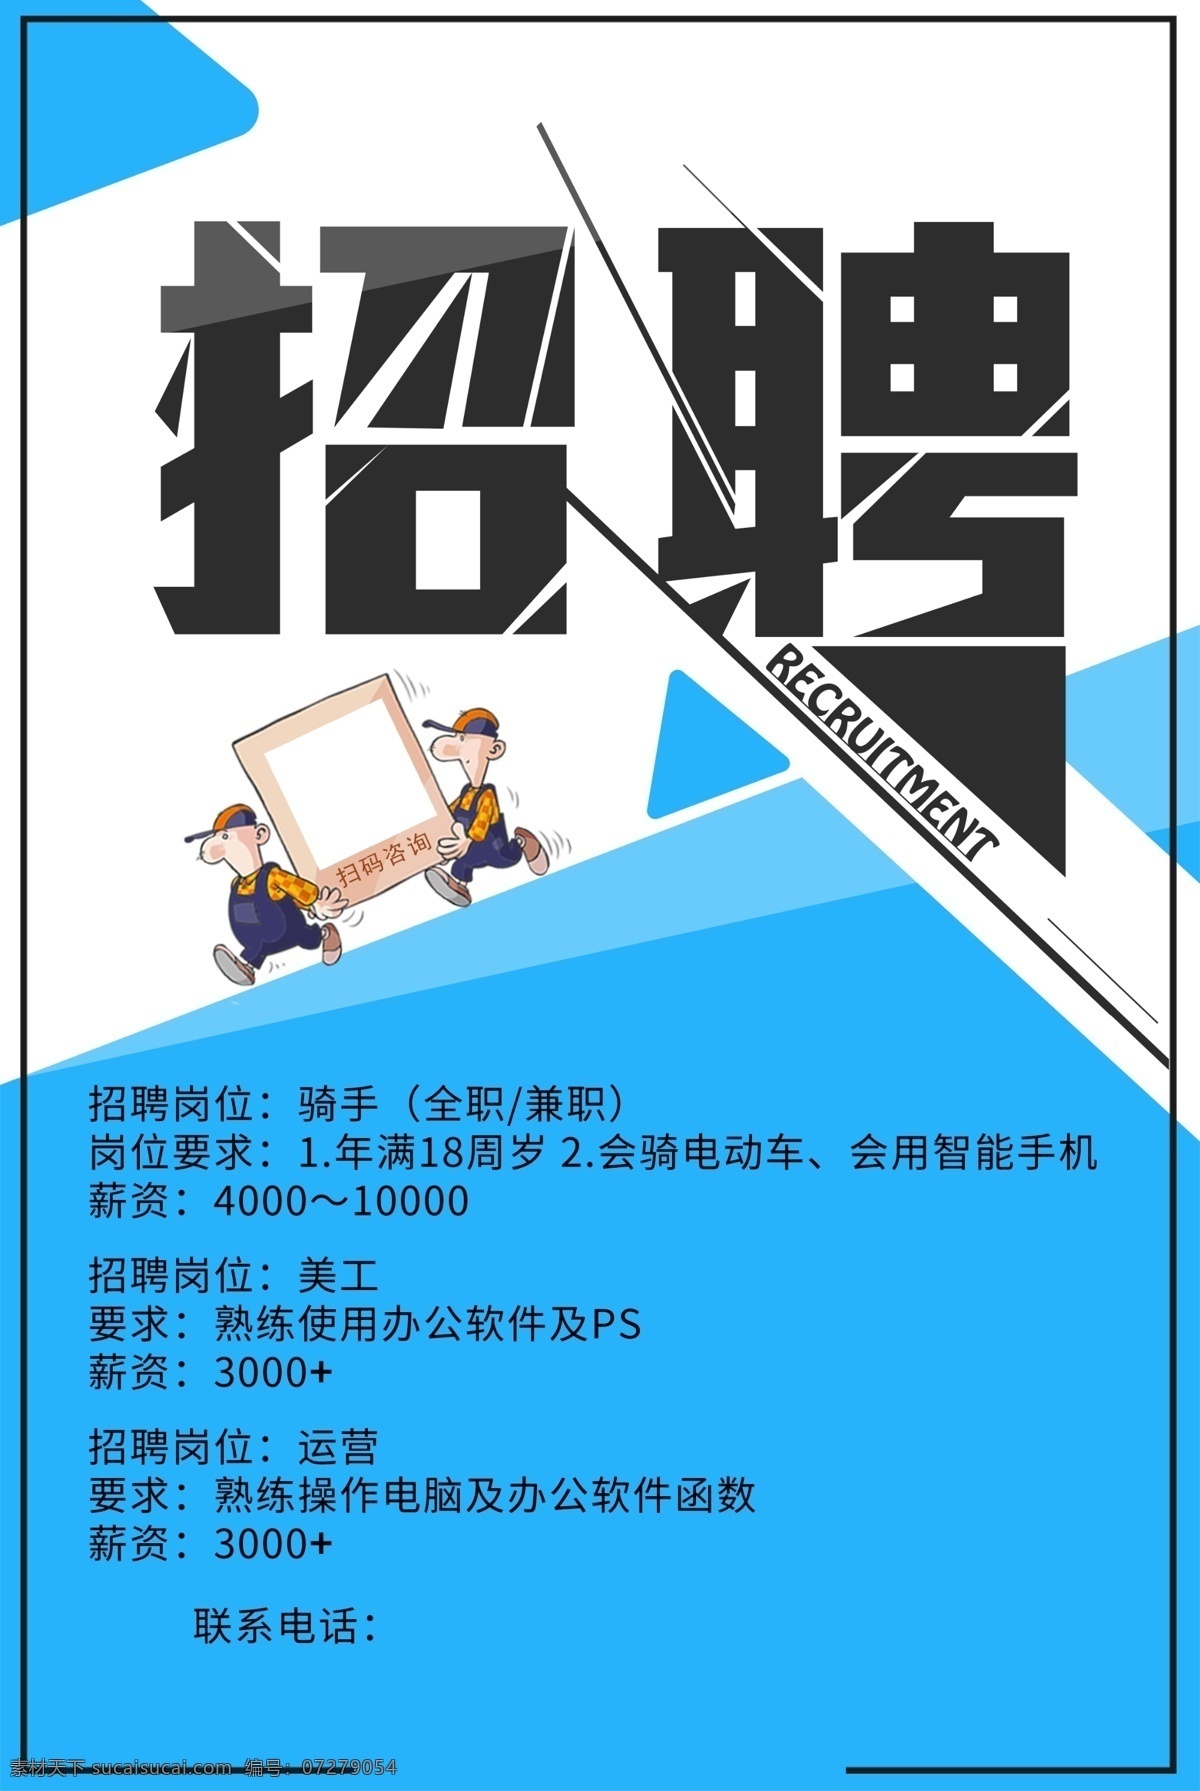 招聘
RECRUITMENT
扫码咨询
招聘岗位：骑手（全职/兼职）
岗位要求：1.年满18周岁 2.会骑电动车、会用智能手机
薪资：4000～10000
招聘岗位：美工
要求：熟练使用办公软件及PS
薪资：3000+
招聘岗位：运营
要求：熟练操作电脑及办公软件函数
薪资：3000+
联系电话：
素材天下 sucaisucai.com 编号：07279054